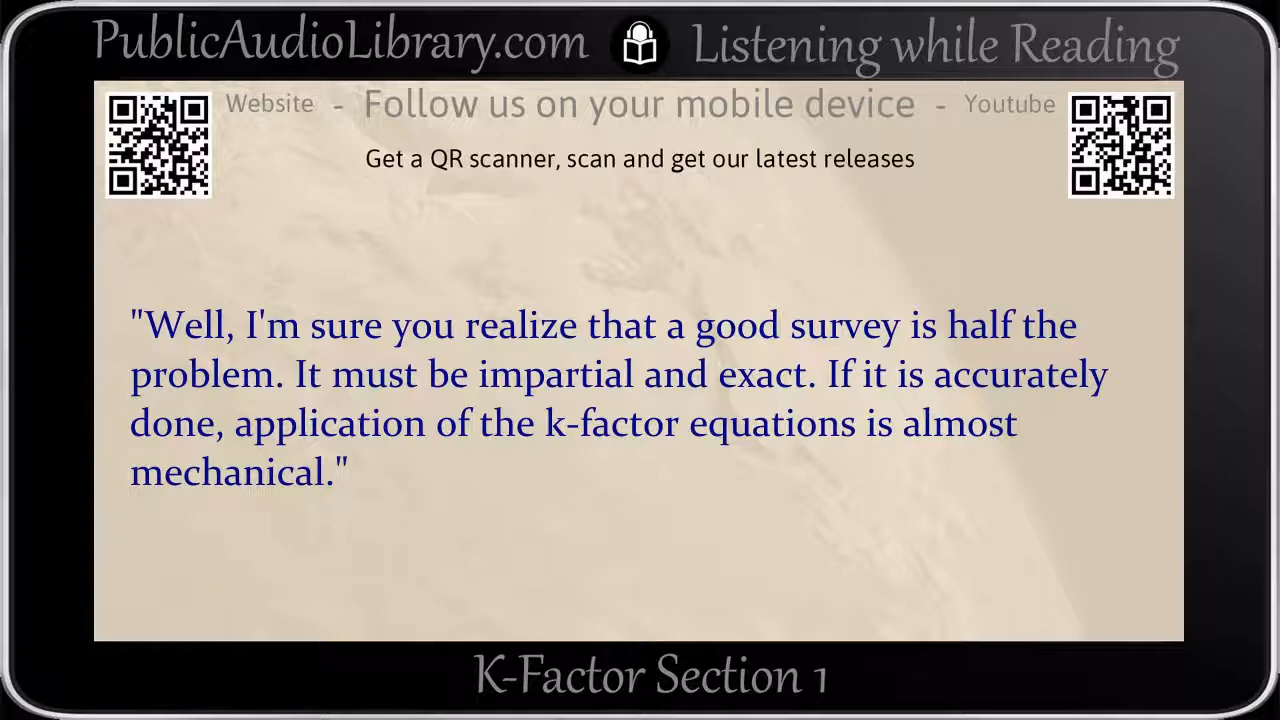 PublicAudioLibrary.com Listening while Reading
Website - Follow us on your mobile device - Youtube
Get a QR scanner, scan and get our latest releases
"Well, I'm sure you realize that a good survey is half the
problem. It must be impartial and exact. If it is accurately
done, application of the k-factor equations is almost
mechanical."
K-Factor Section 1